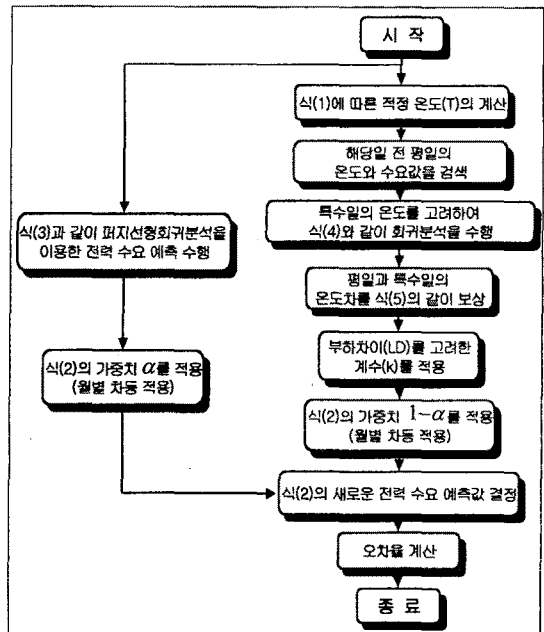 시 작
식(1)에 따른 적정 온도(T)의 계산
해당일 전 평일의
온도와 수요값을 검색
특수일의 온도를 고려하여
식(4)와 같이 회귀분석을 수행
평일과 특수일의
온도차를 식(5)의 같이 보상
부하차이(LD)를 고려한
계수(k)를 적용
식(2)의 가중치 1-α를 적용
(월별 차등 적용)
식(3)과 같이 퍼지선형회귀분석을
이용한 전력 수요 예측 수행
식(2)의 가중치 α를 적용
(월별 차등 적용)
식(2)의 새로운 전력 수요 예측값 결정
오차율 계산
종 료